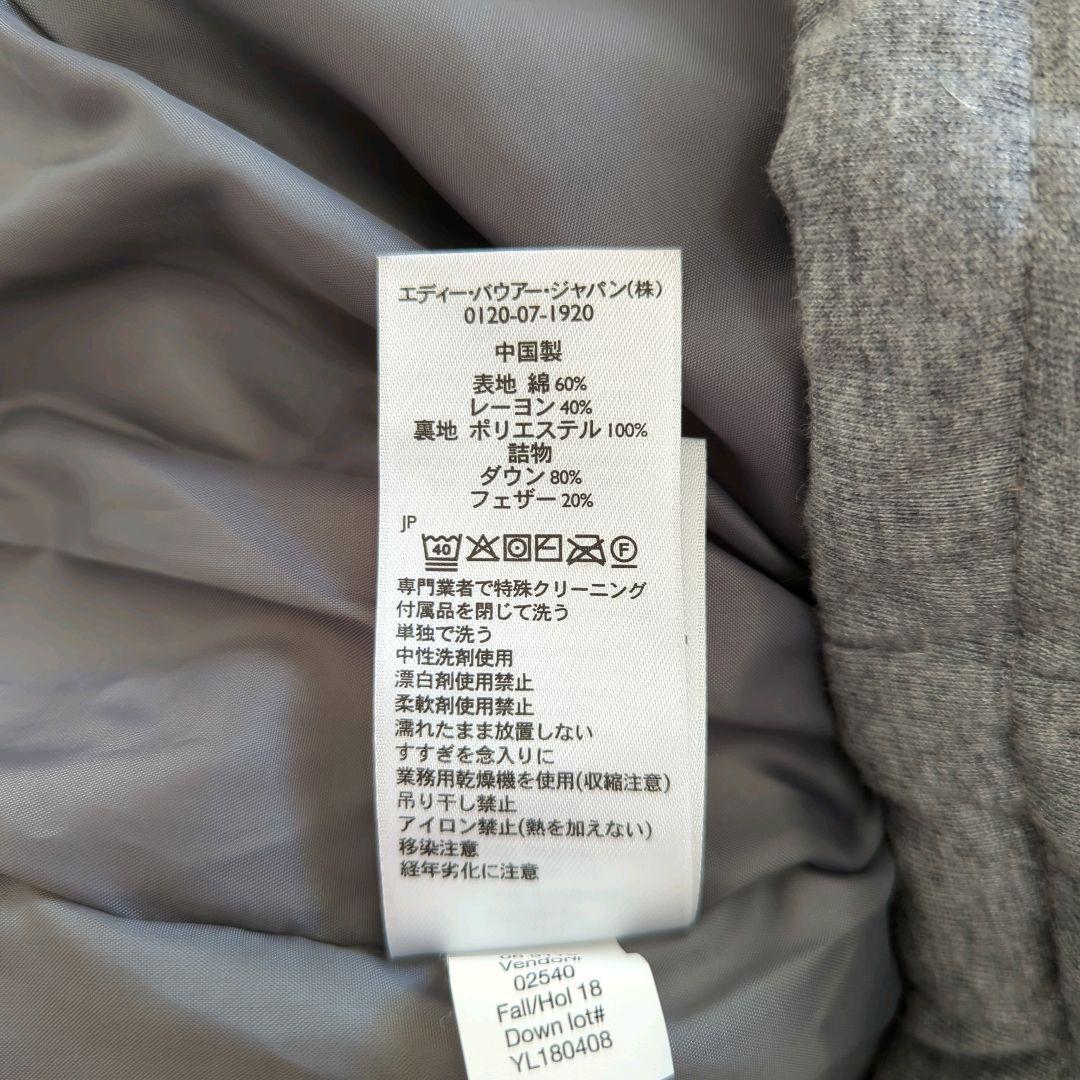 エディー・バウアー・ジャパン(株)
0120-07-1920
中国製
表地 綿 60%
レーヨン 40%
裏地 ポリエステル 100%
詰物
ダウン 80%
フェザー 20%
JP
40 F
専門業者で特殊クリーニング
付属品を閉じて洗う
単独で洗う
中性洗剤使用
漂白剤使用禁止
柔軟剤使用禁止
濡れたまま放置しない
すすぎを念入りに
業務用乾燥機を使用(収縮注意)
吊り干し禁止
アイロン禁止(熱を加えない)
移染注意
経年劣化に注意
Vendor#
02540
Fall/Hol 18
Down lot#
YL180408